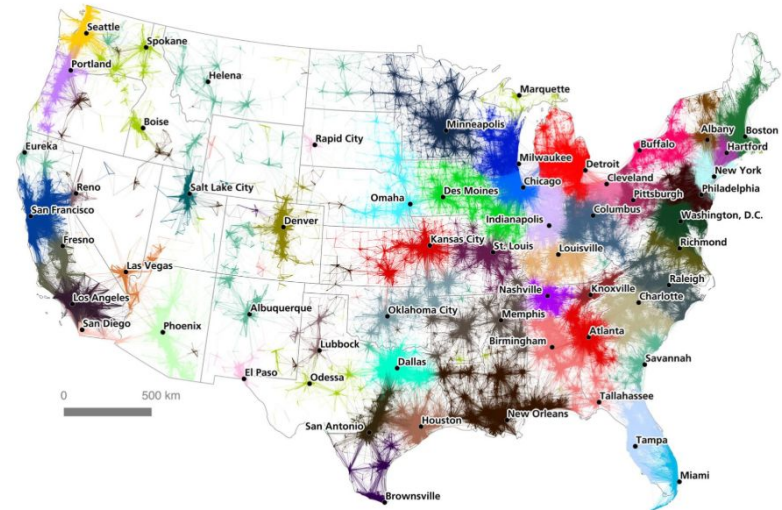 Seattle
Spokane
Portland
Helena
Boise
Eureka
Reno
Salt Lake City
San Francisco
Fresno
Las Vegas
Los Angeles
San Diego
Phoenix
Rapid City
Denver
Albuquerque
El Paso
Lubbock
Odessa
Minneapolis
Marquette
Milwaukee
Chicago
Detroit
Omaha
Des Moines
Indianapolis
Kansas City
St. Louis
Louisville
Columbus
Cleveland
Pittsburgh
Buffalo
Albany
Boston
Hartford
New York
Philadelphia
Washington, D.C.
Richmond
Raleigh
Charlotte
Knoxville
Nashville
Memphis
Oklahoma City
Birmingham
Atlanta
Savannah
Dallas
Tallahassee
San Antonio
Houston
New Orleans
Tampa
Miami
Brownsville
0 500 km